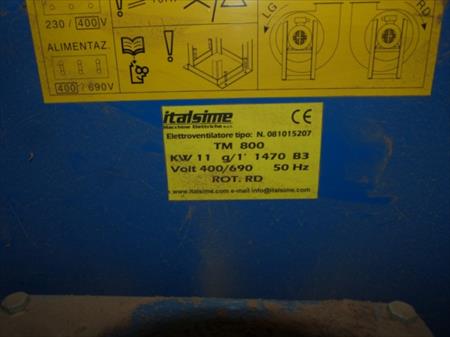 230 / 400V
LG
RD
ALIMENTAZ.
400 / 690V
italsime
Macchine Elettriche s.r.l.
CE
Elettroventilatore tipo: N. 081015207
TM 800
KW 11 g/1' 1470 B3
Volt 400/690 50 Hz
ROT. RD
www.italsime.com e-mail info@italsime.com